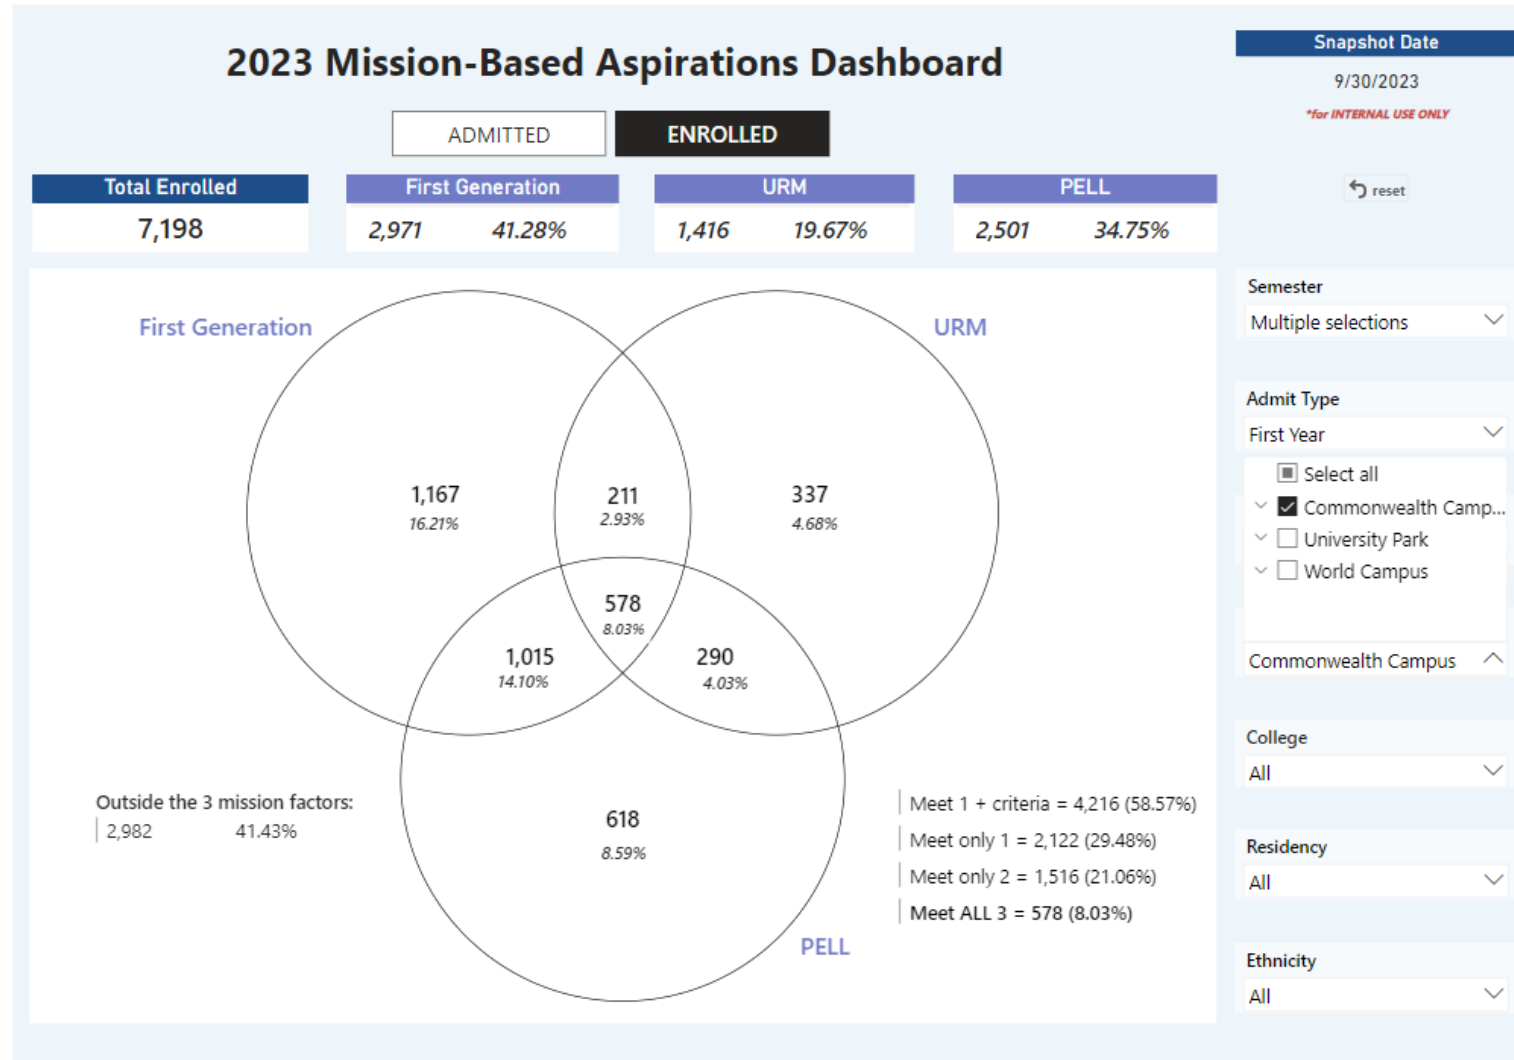 2023 Mission-Based Aspirations Dashboard
Snapshot Date
9/30/2023
*for INTERNAL USE ONLY
ADMITTED
ENROLLED
reset
Total Enrolled
7,198
First Generation
2,971 41.28%
URM
1,416 19.67%
PELL
2,501 34.75%
First Generation
URM
1,167
16.21%
211
2.93%
337
4.68%
578
8.03%
1,015
14.10%
290
4.03%
618
8.59%
PELL
Outside the 3 mission factors:
2,982 41.43%
Meet 1 + criteria = 4,216 (58.57%)
Meet only 1 = 2,122 (29.48%)
Meet only 2 = 1,516 (21.06%)
Meet ALL 3 = 578 (8.03%)
Semester
Multiple selections
Admit Type
First Year
Select all
Commonwealth Camp...
University Park
World Campus
Commonwealth Campus
College
All
Residency
All
Ethnicity
All